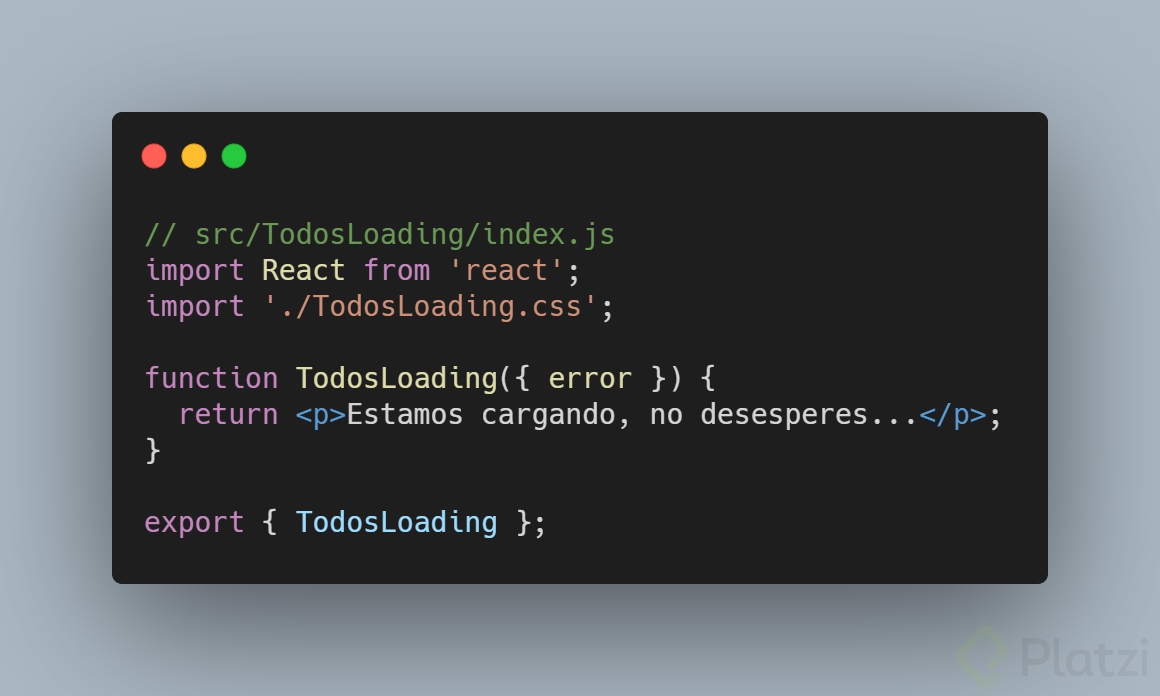 // src/TodosLoading/index.js
import React from 'react';
import './TodosLoading.css';
function TodosLoading({ error }) {
  return <p>Estamos cargando, no desesperes...</p>;
}
export { TodosLoading };
Platzi